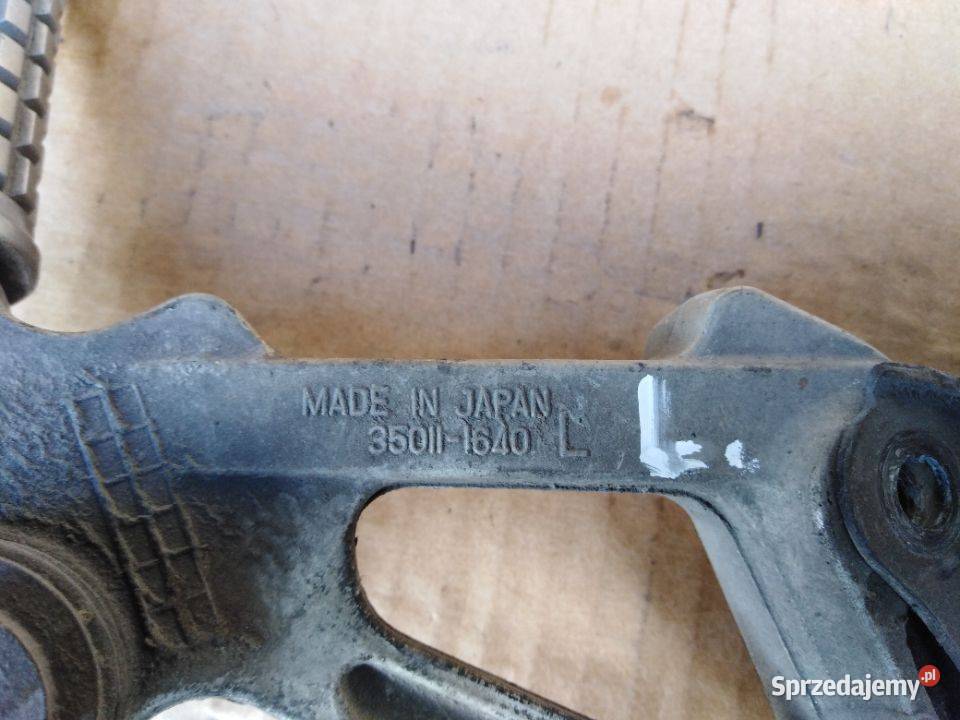 MADE IN JAPAN
35011-1640 L
L..
Sprzedajemy.pl